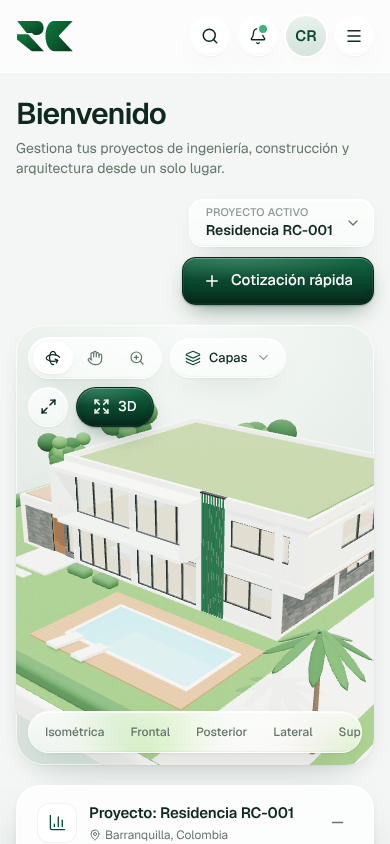 RC
CR
Bienvenido
Gestiona tus proyectos de ingeniería, construcción y
arquitectura desde un solo lugar.
PROYECTO ACTIVO
Residencia RC-001
Cotización rápida
Capas
3D
Isométrica Frontal Posterior Lateral Sup
Proyecto: Residencia RC-001
Barranquilla, Colombia